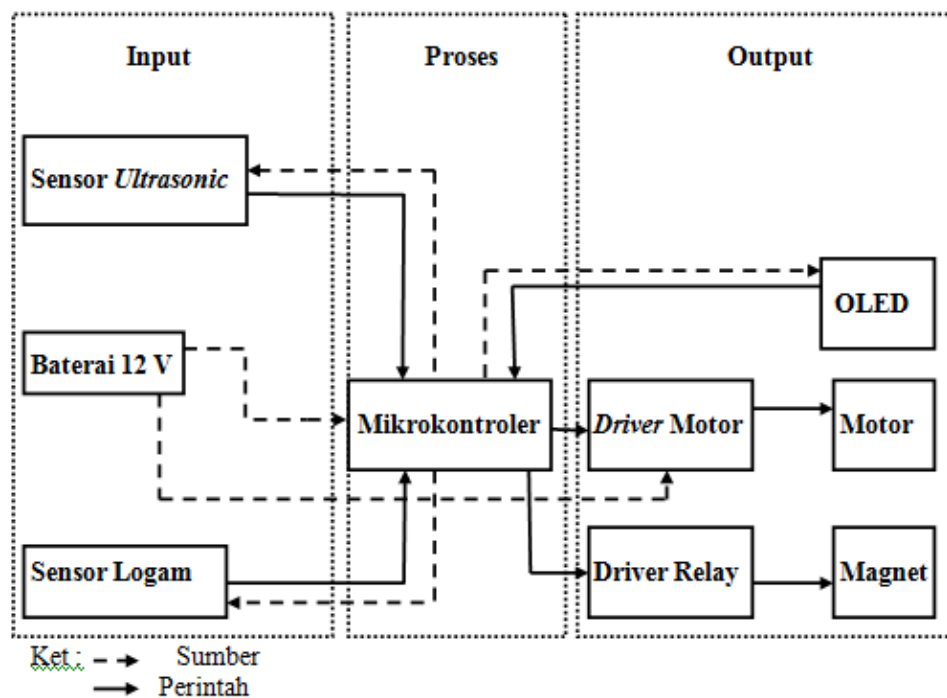 Input
Proses
Output
Sensor Ultrasonic
OLED
Baterai 12 V
Mikrokontroler
Driver Motor
Motor
Sensor Logam
Driver Relay
Magnet
Ket : Sumber
Perintah